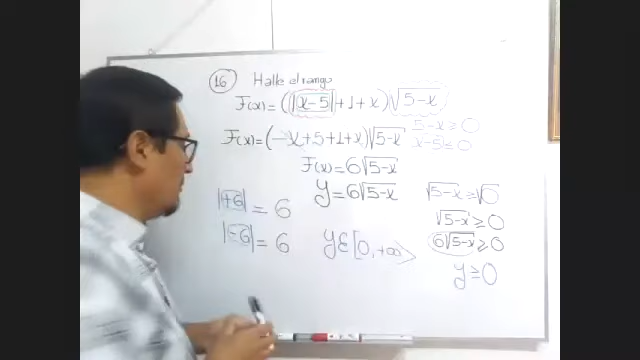 16 Halle el rango
F(x) = (|x-5|+1+x)√5-x
5-x ≥ 0
F(x) = (-x+5+1+x)√5-x
x-5 ≤ 0
F(x) = 6√5-x
y = 6√5-x
√5-x ≥ √0
|+6| = 6
√5-x ≥ 0
|-6| = 6
y ∈ [0, +∞>
6√5-x ≥ 0
y ≥ 0